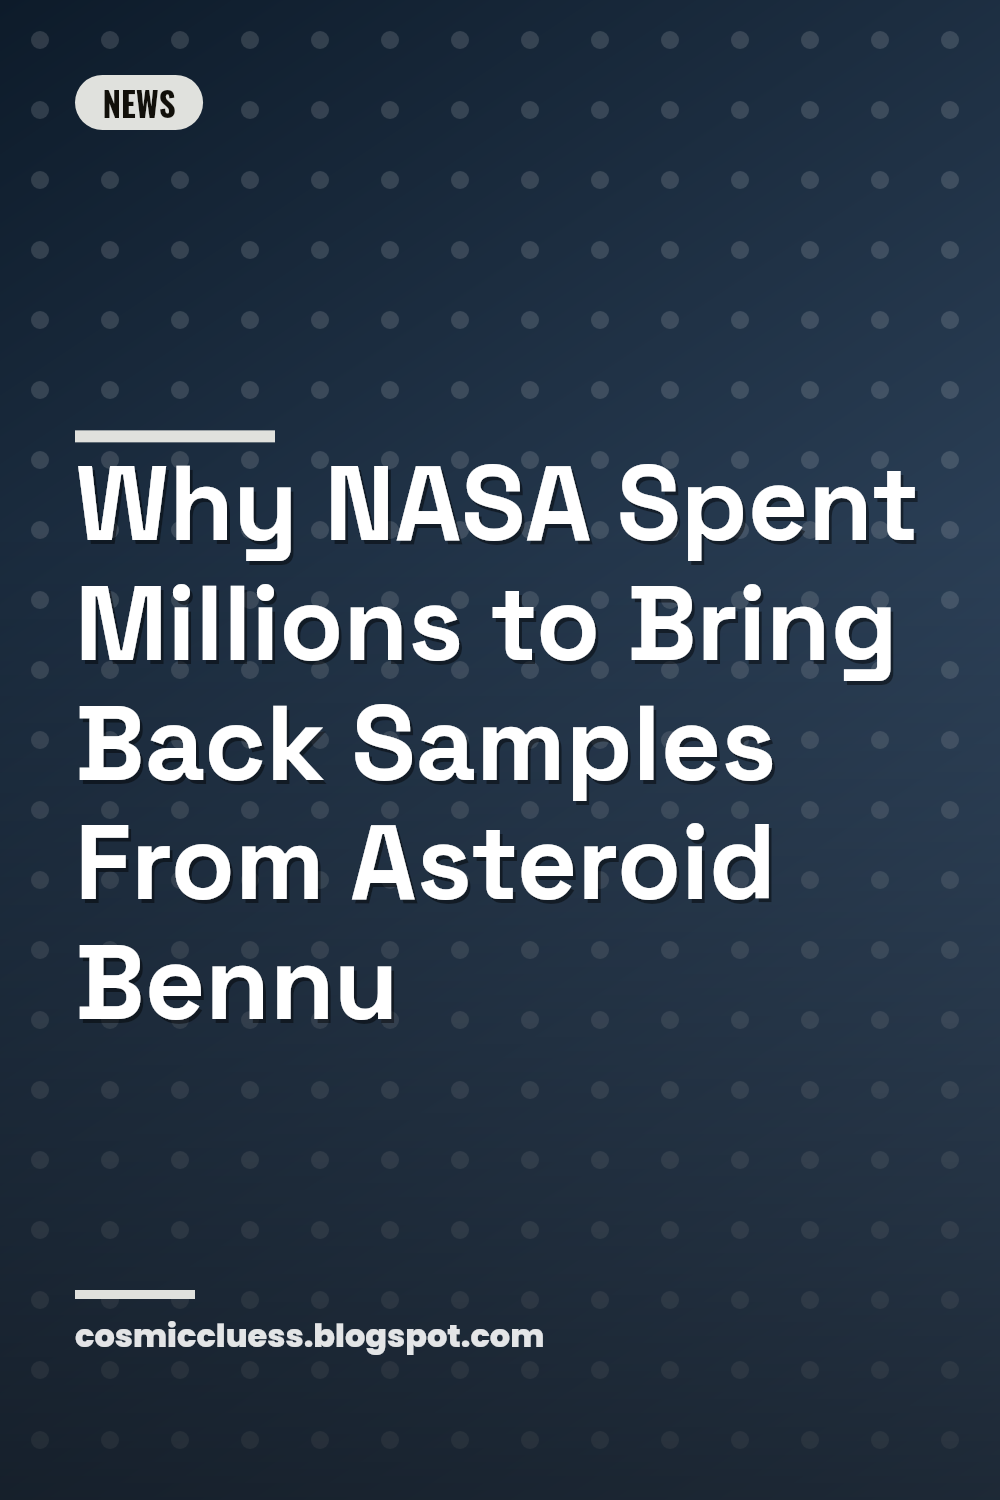 NEWS
Why NASA Spent
Millions to Bring
Back Samples
From Asteroid
Bennu
cosmiccluess.blogspot.com